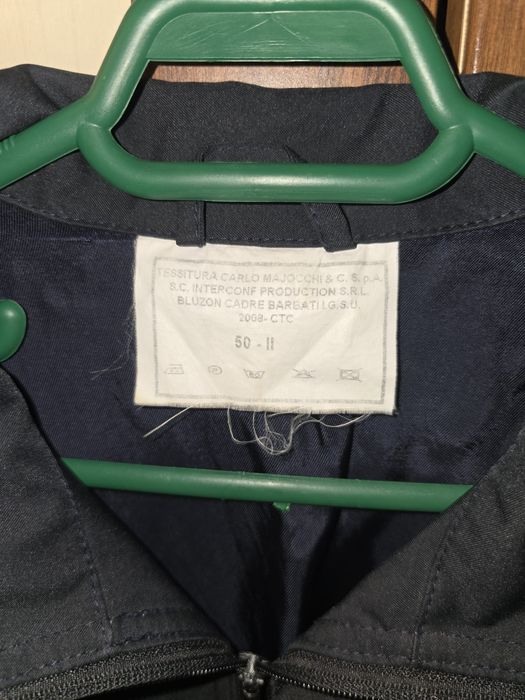 TESSITURA CARLO MAJOCCHI & C. S.p.A.
S.C. INTERCONF PRODUCTION S.R.L.
BLUZON CADRE BARBATI I.G.S.U.
2008- CTC
50 - II